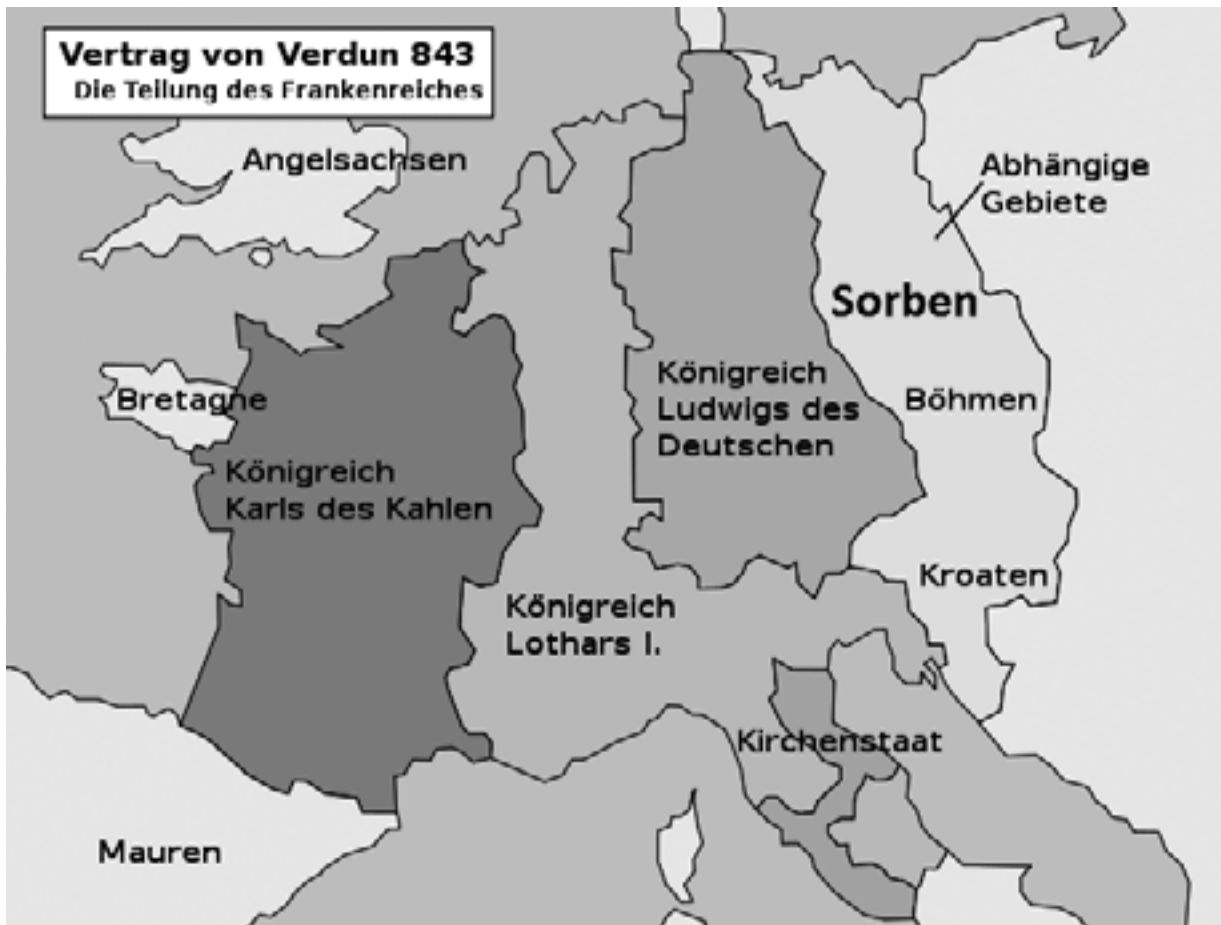 Vertrag von Verdun 843
Die Teilung des Frankenreiches
Angelsachsen
Abhängige
Gebiete
Sorben
Bretagne
Königreich
Ludwigs des
Deutschen
Böhmen
Königreich
Karls des Kahlen
Kroaten
Königreich
Lothars I.
Kirchenstaat
Mauren